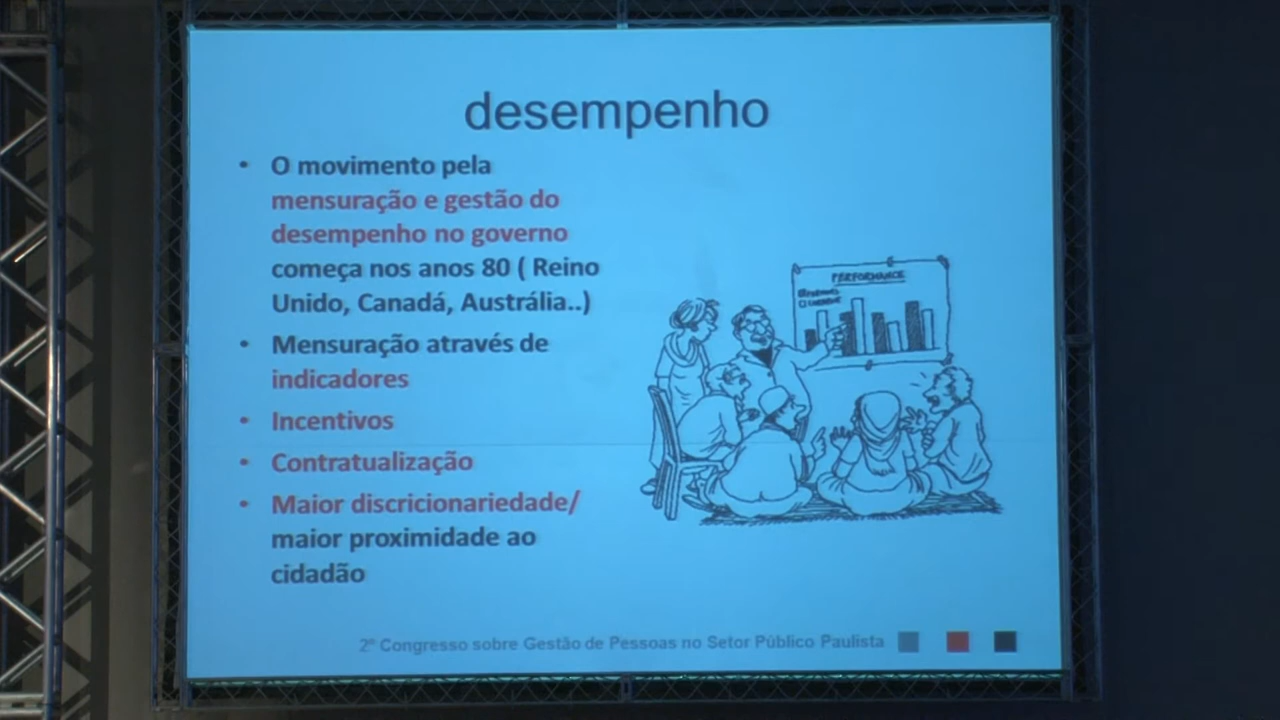 desempenho
• O movimento pela
mensuração e gestão do
desempenho no governo
começa nos anos 80 ( Reino
Unido, Canadá, Austrália..)
• Mensuração através de
indicadores
• Incentivos
• Contratualização
• Maior discricionariedade/
maior proximidade ao
cidadão
PERFORMANCE
2º Congresso sobre Gestão de Pessoas no Setor Público Paulista